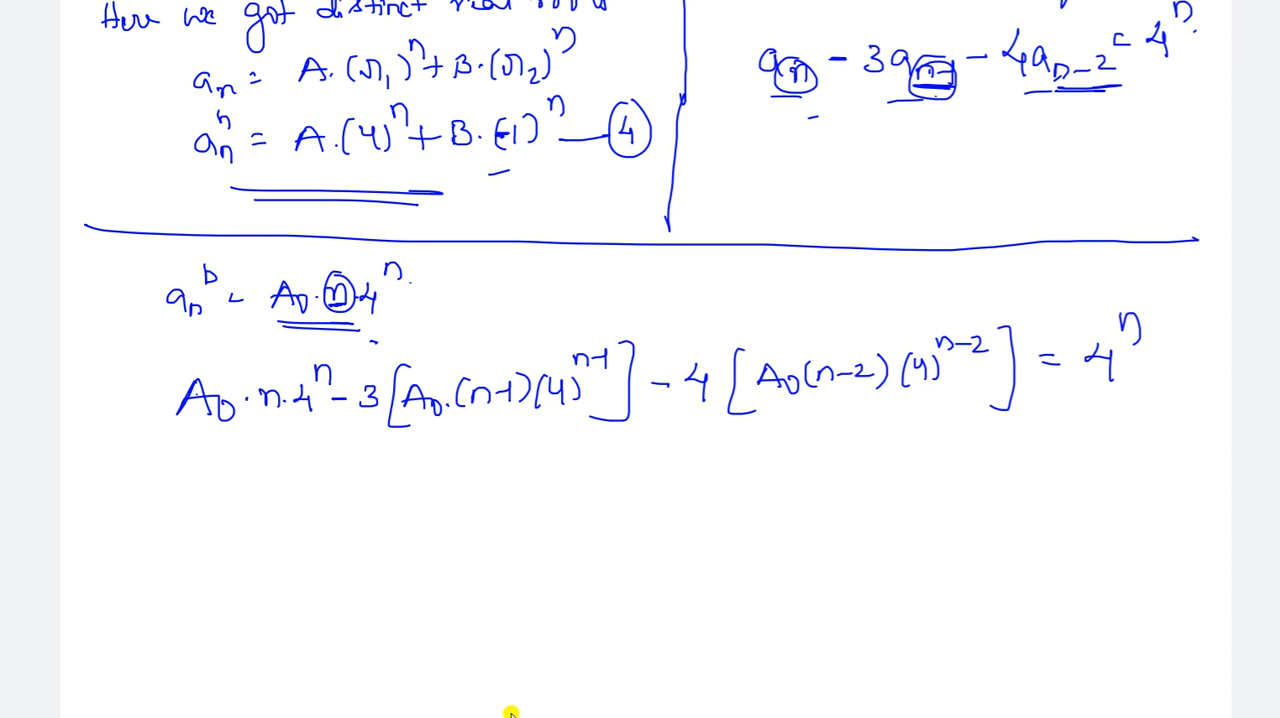 Here we got distinct real roots
aₙ = A.(r₁)ⁿ + B.(r₂)ⁿ
aₙʰ = A.(4)ⁿ + B.(-1)ⁿ — ④
aₙ - 3aₙ₋₁ - 4aₙ₋₂ = 4ⁿ.
aₙᵖ = A₀.n.4ⁿ.
A₀.n.4ⁿ - 3[A₀.(n-1)(4)ⁿ⁻¹] - 4[A₀(n-2)(4)ⁿ⁻²] = 4ⁿ